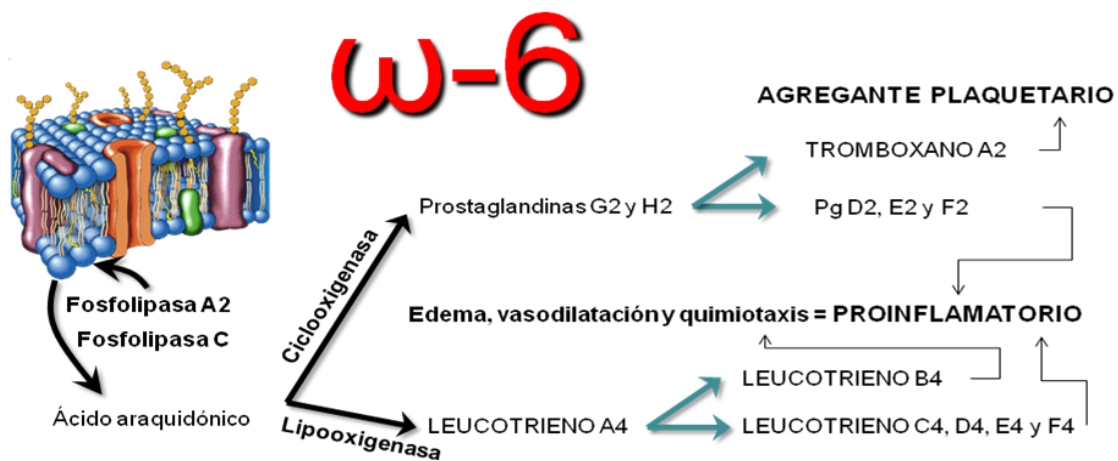 ω-6
AGREGANTE PLAQUETARIO
TROMBOXANO A2
Prostaglandinas G2 y H2
Pg D2, E2 y F2
Ciclooxigenasa
Fosfolipasa A2
Fosfolipasa C
Edema, vasodilatación y quimiotaxis = PROINFLAMATORIO
LEUCOTRIENO B4
Ácido araquidónico
Lipooxigenasa
LEUCOTRIENO A4
LEUCOTRIENO C4, D4, E4 y F4